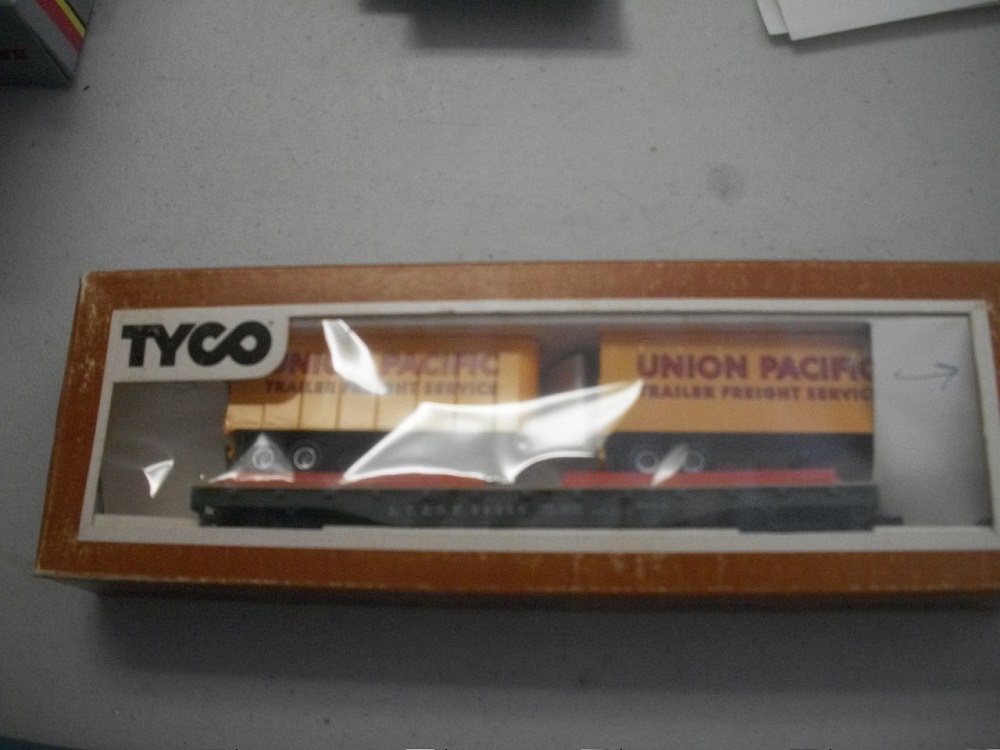 TYCO
UNION PACIFIC
TRAILER FREIGHT SERVICE
UNION PACIFIC
TRAILER FREIGHT SERVICE